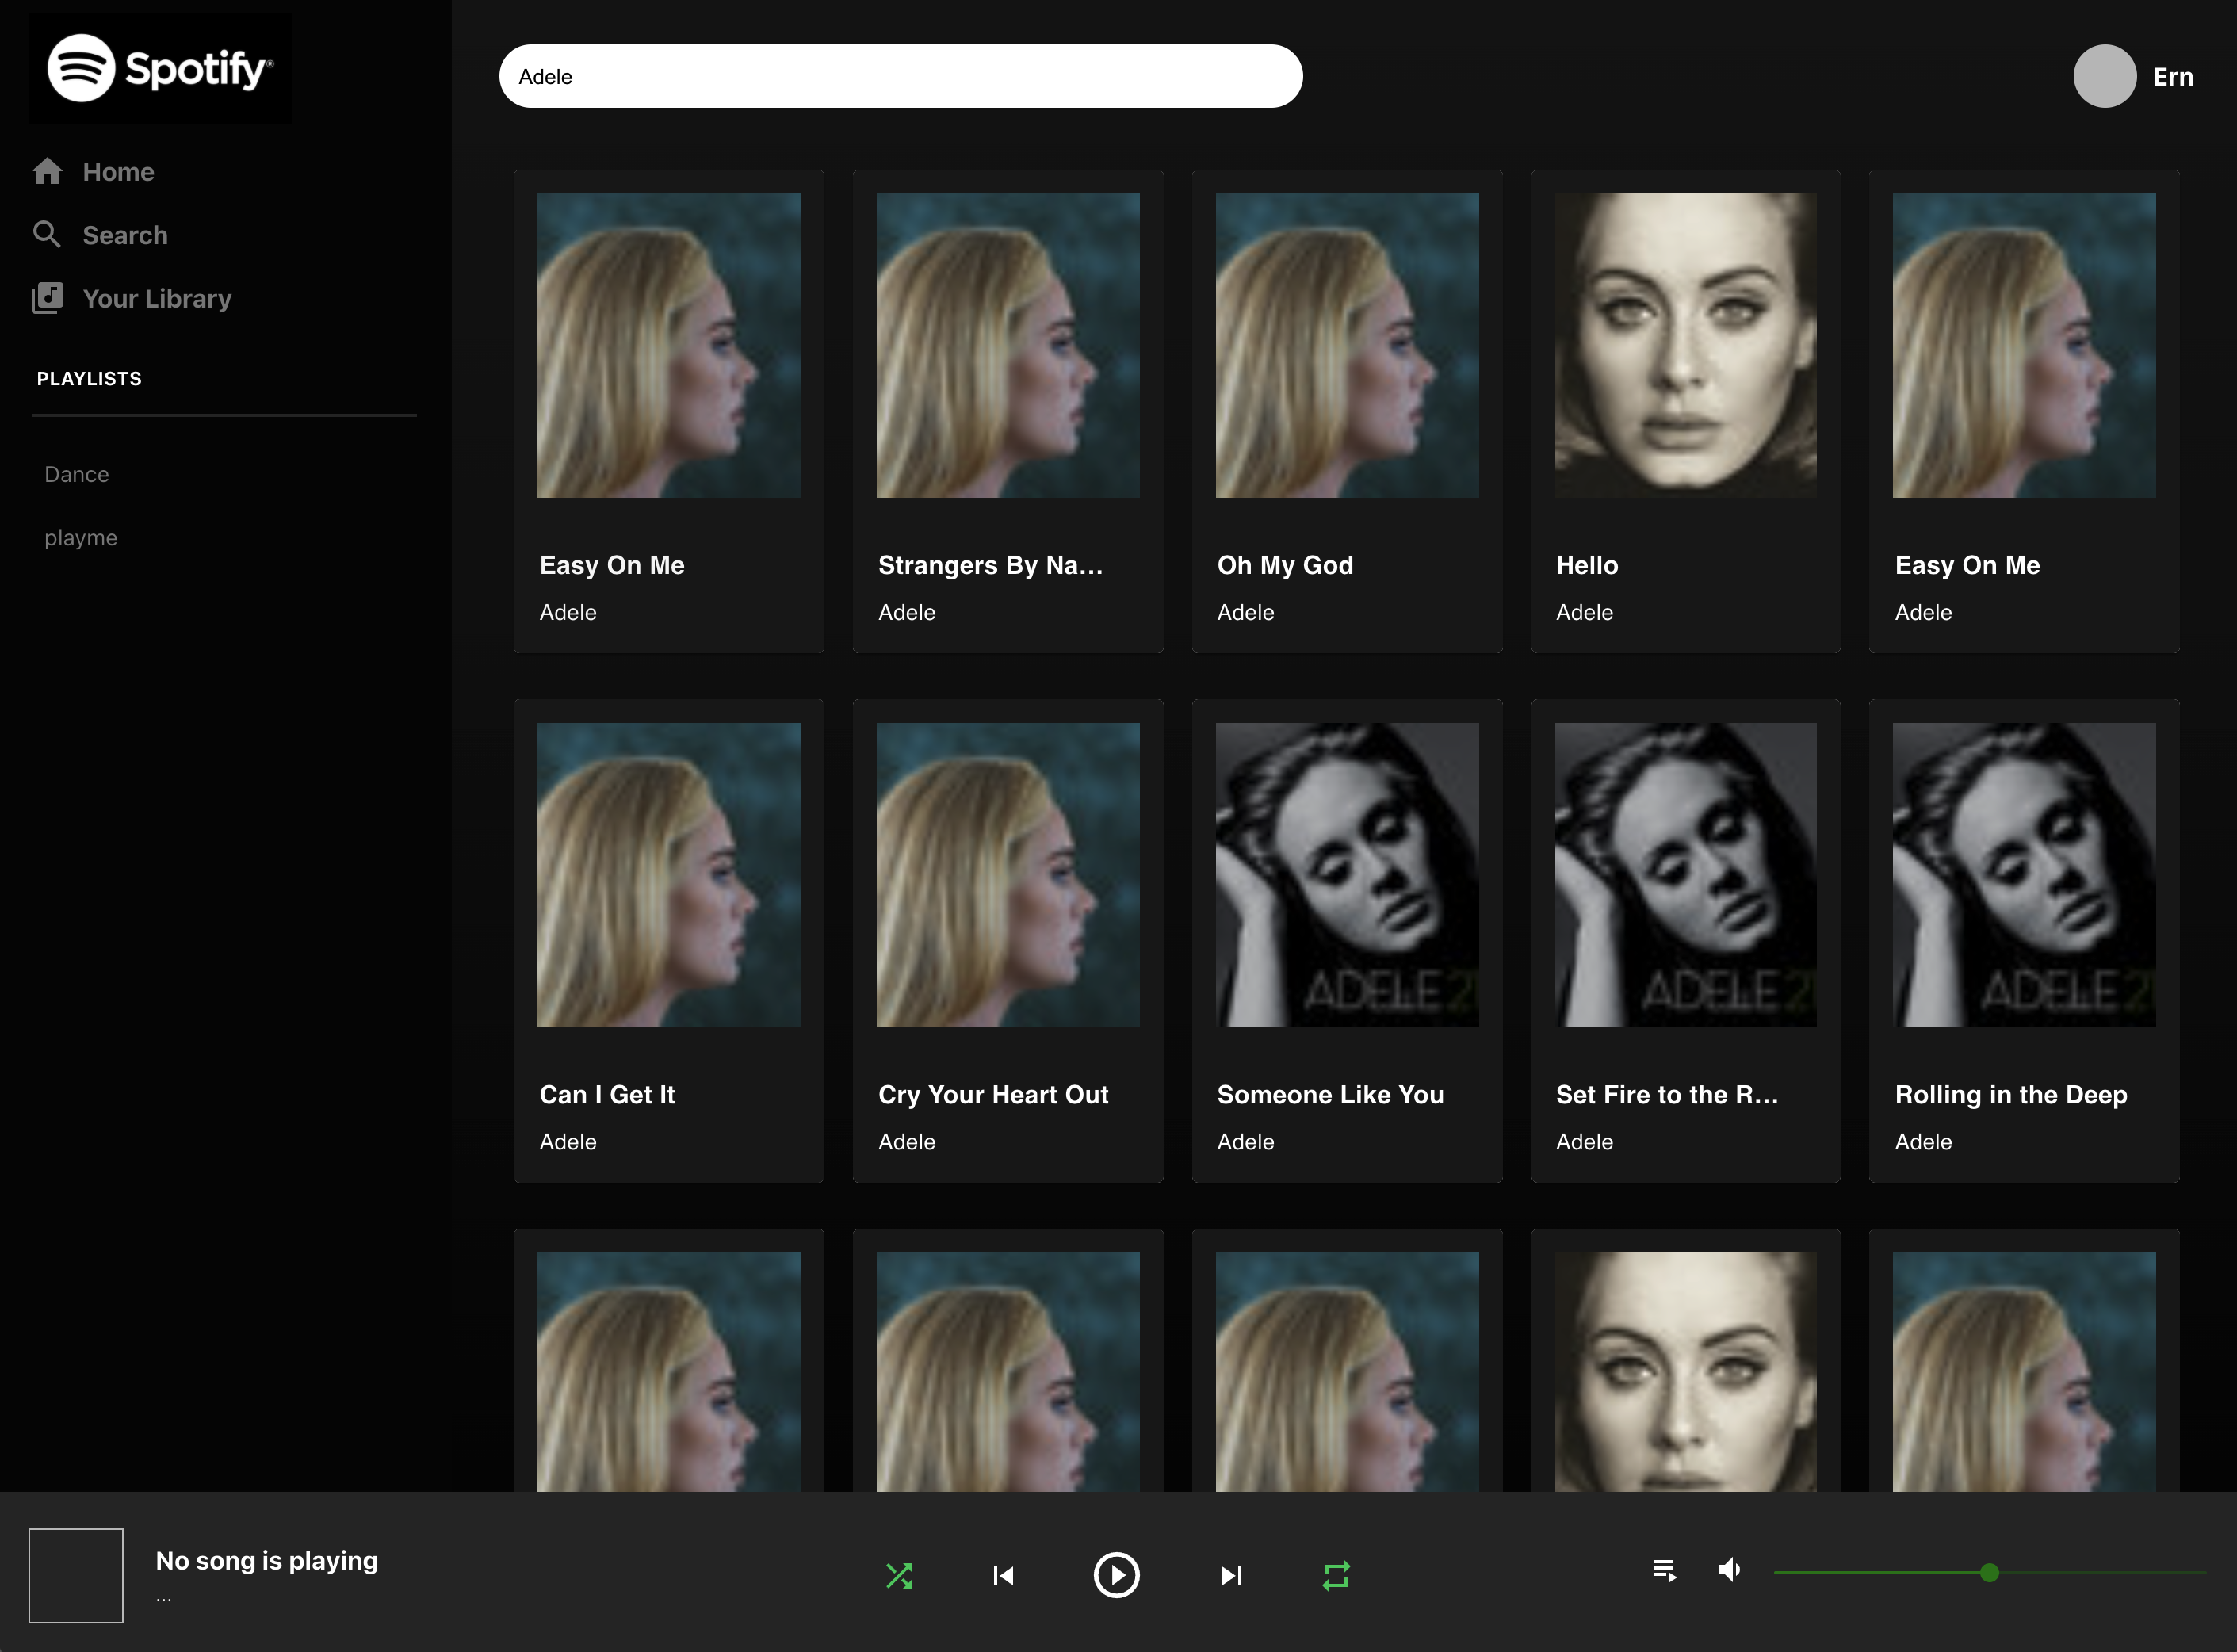 Spotify®
Home
Search
Your Library
PLAYLISTS
Dance
playme
Adele
Ern
Easy On Me
Adele
Strangers By Na...
Adele
Oh My God
Adele
Hello
Adele
Easy On Me
Adele
ADELE 2
ADELE 2
ADELE 2
Can I Get It
Adele
Cry Your Heart Out
Adele
Someone Like You
Adele
Set Fire to the R...
Adele
Rolling in the Deep
Adele
No song is playing
...